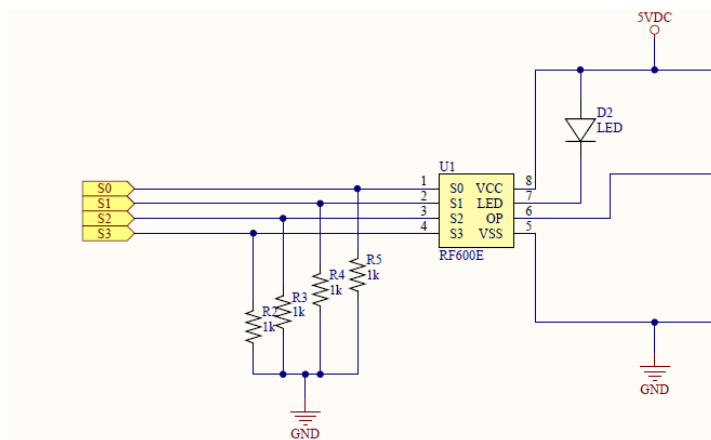 5VDC
D2
LED
U1
S0 1 S0 VCC 8
S1 2 S1 LED 7
S2 3 S2 OP 6
S3 4 S3 VSS 5
RF600E
R5
1k
R4
1k
R3
1k
R2
1k
GND
GND